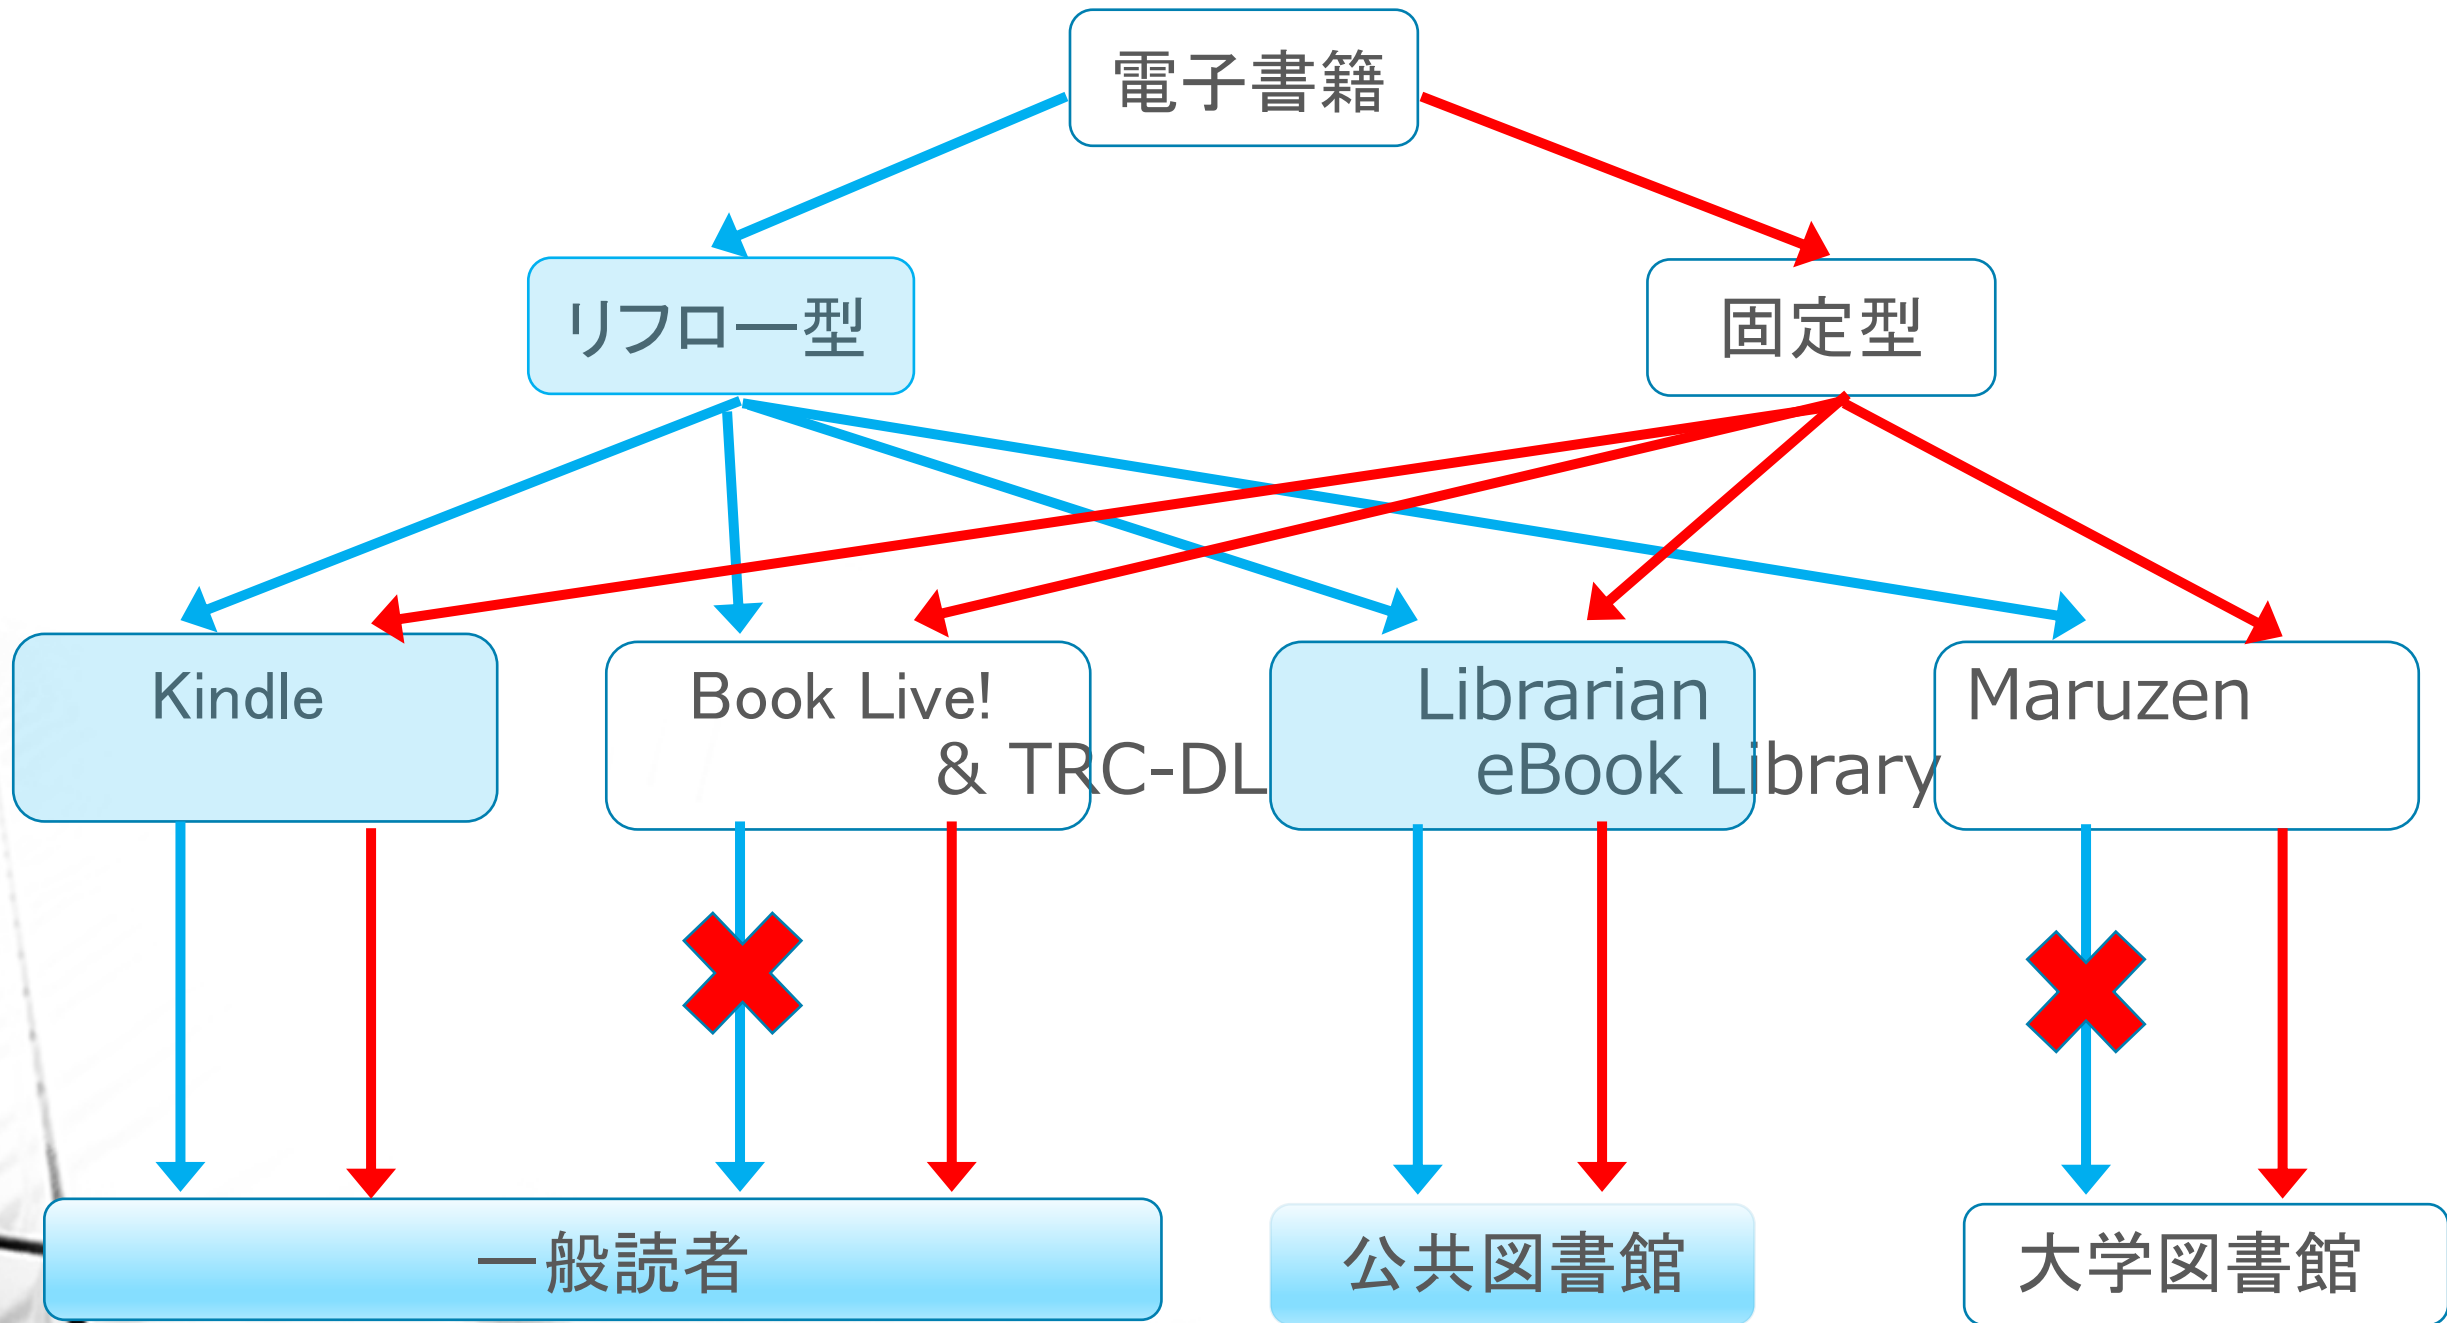 電子書籍
リフロー型
固定型
Kindle
Book Live!
Librarian
Maruzen
& TRC-DL
eBook Library
一般読者
公共図書館
大学図書館